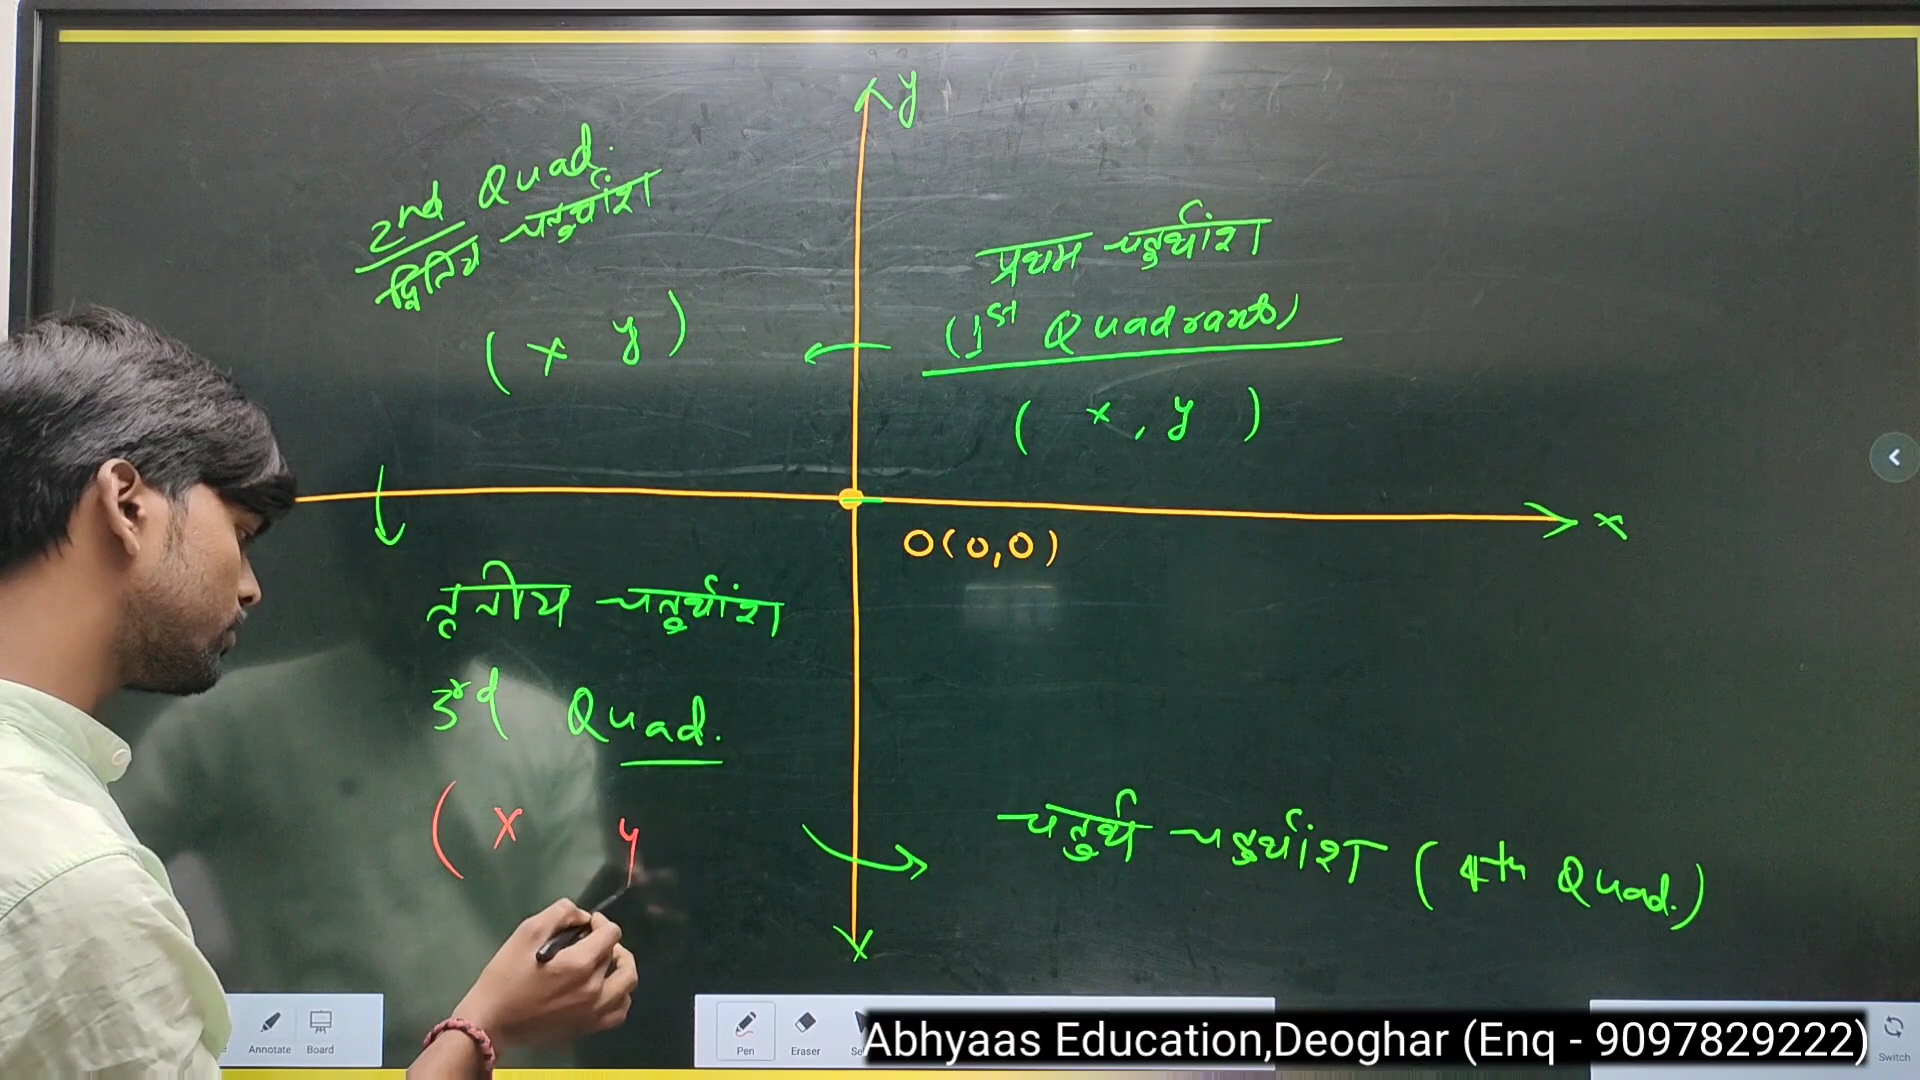 y
2nd Quad.
द्वितिय चतुर्थांश
( x y )
प्रथम चतुर्थांश
(1st Quadrants)
( x , y )
x
O(0,0)
तृतीय चतुर्थांश
3rd Quad.
( x y
चतुर्थ चतुर्थांश (4th Quad.)
Annotate
Board
Pen
Eraser
Abhyaas Education,Deoghar (Enq - 9097829222)
Switch